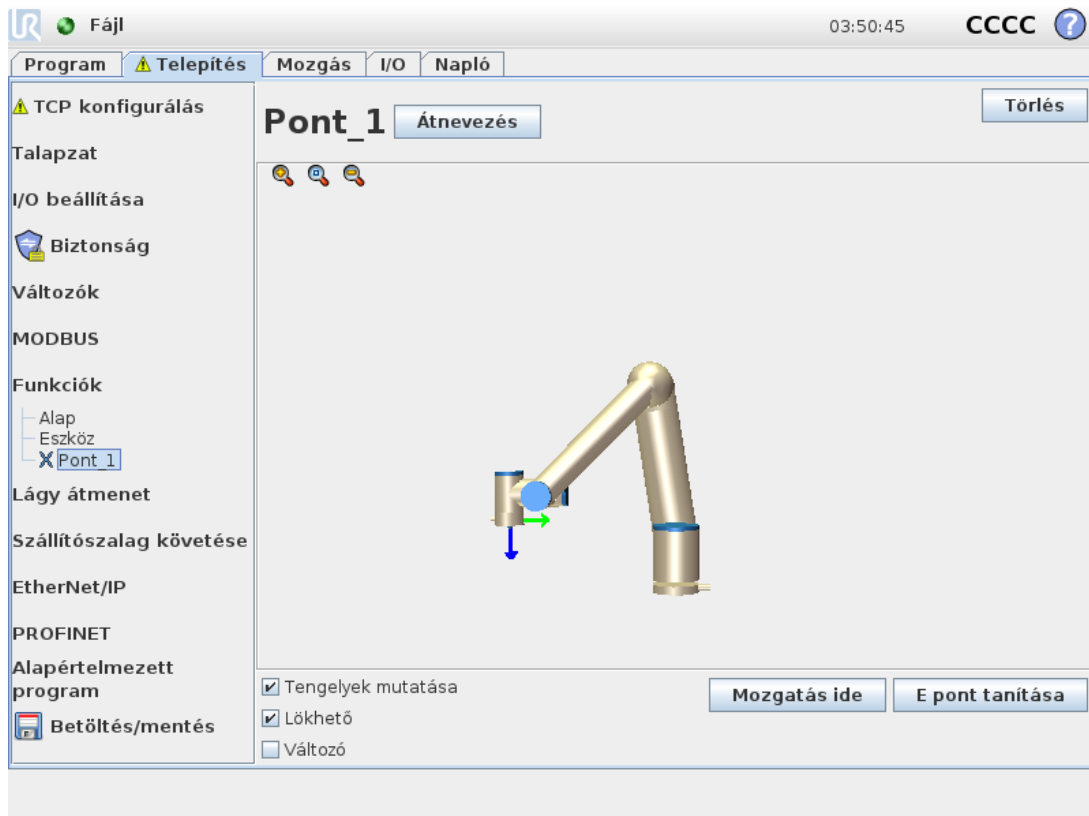 UR Fájl 03:50:45 CCCC ?
Program Telepítés Mozgás I/O Napló
TCP konfigurálás
Talapzat
I/O beállítása
Biztonság
Változók
MODBUS
Funkciók
Alap
Eszköz
Pont_1
Lágy átmenet
Szállítószalag követése
EtherNet/IP
PROFINET
Alapértelmezett
program
Betöltés/mentés
Pont_1 Átnevezés Törlés
Tengelyek mutatása
Lökhető
Változó
Mozgatás ide E pont tanítása